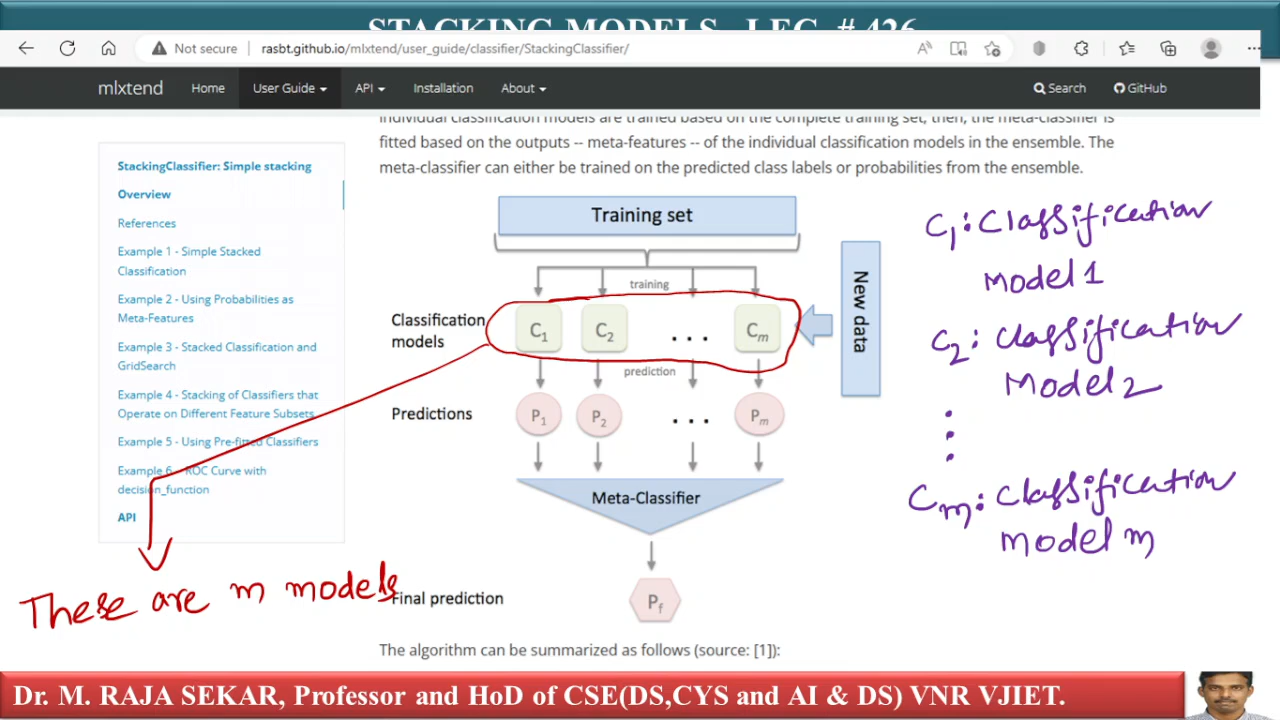 STACKING MODELS - LEC. # 426
Not secure | rasbt.github.io/mlxtend/user_guide/classifier/StackingClassifier/
mlxtend Home User Guide API Installation About Search GitHub
individual classification models are trained based on the complete training set; then, the meta-classifier is
fitted based on the outputs -- meta-features -- of the individual classification models in the ensemble. The
meta-classifier can either be trained on the predicted class labels or probabilities from the ensemble.
StackingClassifier: Simple stacking
Overview
References
Example 1 - Simple Stacked
Classification
Example 2 - Using Probabilities as
Meta-Features
Example 3 - Stacked Classification and
GridSearch
Example 4 - Stacking of Classifiers that
Operate on Different Feature Subsets
Example 5 - Using Pre-fitted Classifiers
Example 6 - ROC Curve with
decision_function
API
Training set
training
Classification
models
C1 C2 . . . Cm
New data
prediction
Predictions
P1 P2 . . . Pm
Meta-Classifier
Final prediction
Pf
The algorithm can be summarized as follows (source: [1]):
C1: Classification
model 1
C2: Classification
Model 2
Cm: Classification
model m
These are m models
Dr. M. RAJA SEKAR, Professor and HoD of CSE(DS,CYS and AI & DS) VNR VJIET.